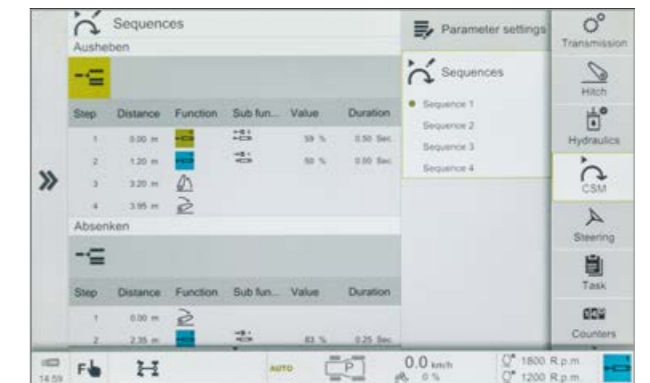 Sequences
Ausheben
Step Distance Function Sub fun... Value Duration
1 0.00 m 59 % 0.50 Sec.
2 1.20 m 50 % 0.00 Sec.
3 3.20 m
4 3.95 m
Absenken
Step Distance Function Sub fun... Value Duration
1 0.00 m
2 2.35 m 83 % 0.25 Sec.
Parameter settings
Sequences
Sequence 1
Sequence 2
Sequence 3
Sequence 4
Transmission
Hitch
Hydraulics
CSM
Steering
Task
Counters
14:59
F
AUTO
P
0.0 km/h
0 %
1800 R.p.m
1200 R.p.m